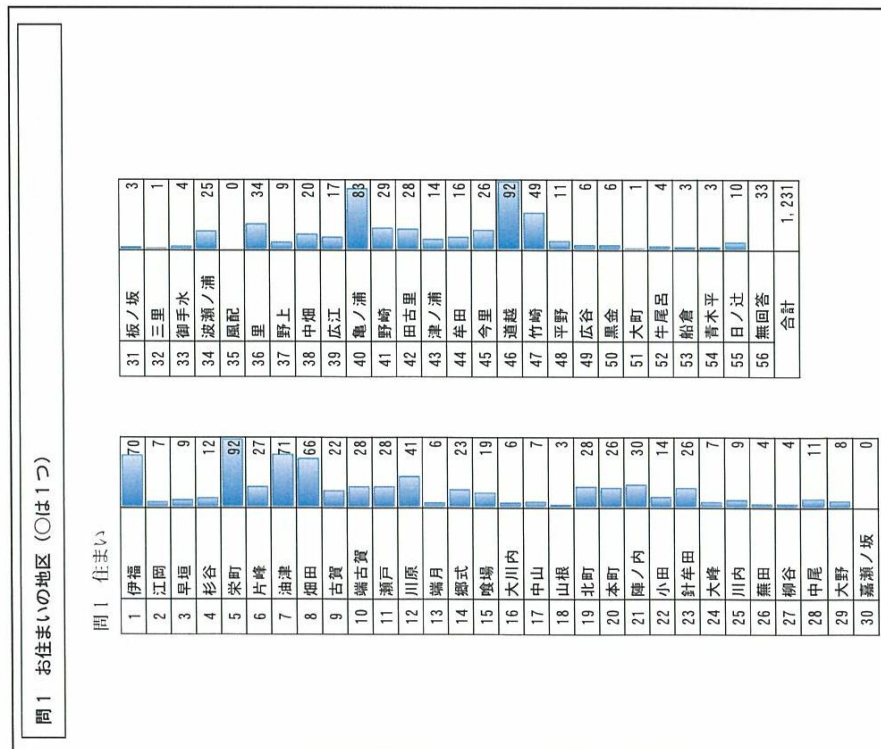 問1 お住まいの地区（○は1つ）
問1 住まい
1 伊福 70
2 江岡 7
3 早垣 9
4 杉谷 12
5 栄町 92
6 片峰 27
7 油津 71
8 畑田 66
9 古賀 22
10 端古賀 28
11 瀬戸 28
12 川原 41
13 端月 6
14 郷式 23
15 喰場 19
16 大川内 6
17 中山 7
18 山根 3
19 北町 28
20 本町 26
21 陣ノ内 30
22 小田 14
23 針牟田 26
24 大峰 7
25 川内 9
26 蕪田 4
27 柳谷 4
28 中尾 11
29 大野 8
30 嘉瀬ノ坂 0
31 板ノ坂 3
32 三里 1
33 御手水 4
34 波瀬ノ浦 25
35 風配 0
36 里 34
37 野上 9
38 中畑 20
39 広江 17
40 亀ノ浦 83
41 野崎 29
42 田古里 28
43 津ノ浦 14
44 牟田 16
45 今里 26
46 道越 92
47 竹崎 49
48 平野 11
49 広谷 6
50 黒金 6
51 大町 1
52 牛尾呂 4
53 船倉 3
54 青木平 3
55 日ノ辻 10
56 無回答 33
合計 1,231